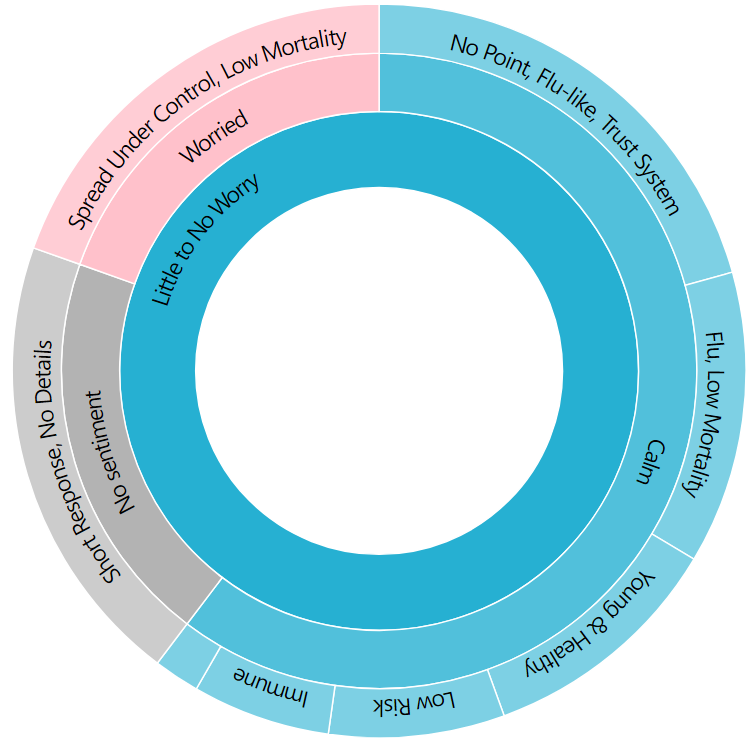 Little to No Worry
Calm
No sentiment
Worried
No Point, Flu-like, Trust System
Flu, Low Mortality
Young & Healthy
Low Risk
Immune
Short Response, No Details
Spread Under Control, Low Mortality